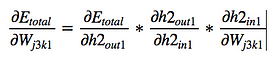 ∂E_total/∂W_j3k1 = ∂E_total/∂h2_out1 * ∂h2_out1/∂h2_in1 * ∂h2_in1/∂W_j3k1